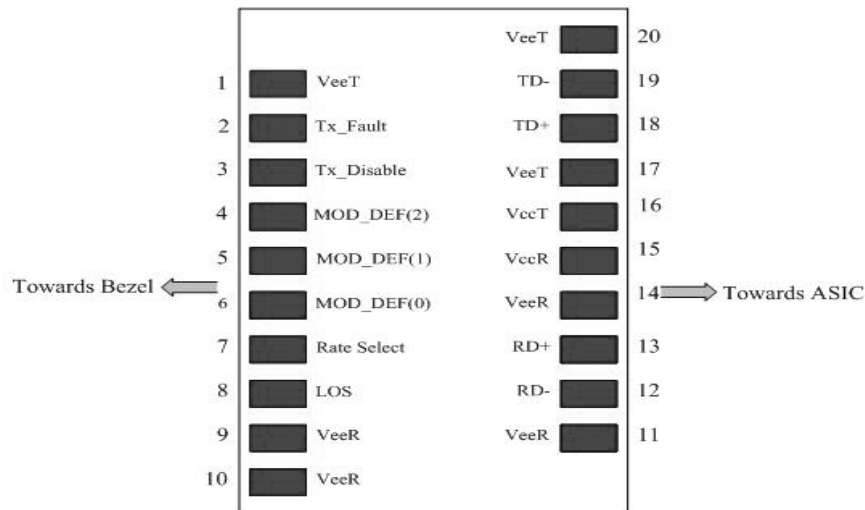 VeeT 20
1 VeeT TD- 19
2 Tx_Fault TD+ 18
3 Tx_Disable VeeT 17
4 MOD_DEF(2) VccT 16
5 MOD_DEF(1) VccR 15
Towards Bezel
6 MOD_DEF(0) VeeR 14
Towards ASIC
7 Rate Select RD+ 13
8 LOS RD- 12
9 VeeR VeeR 11
10 VeeR